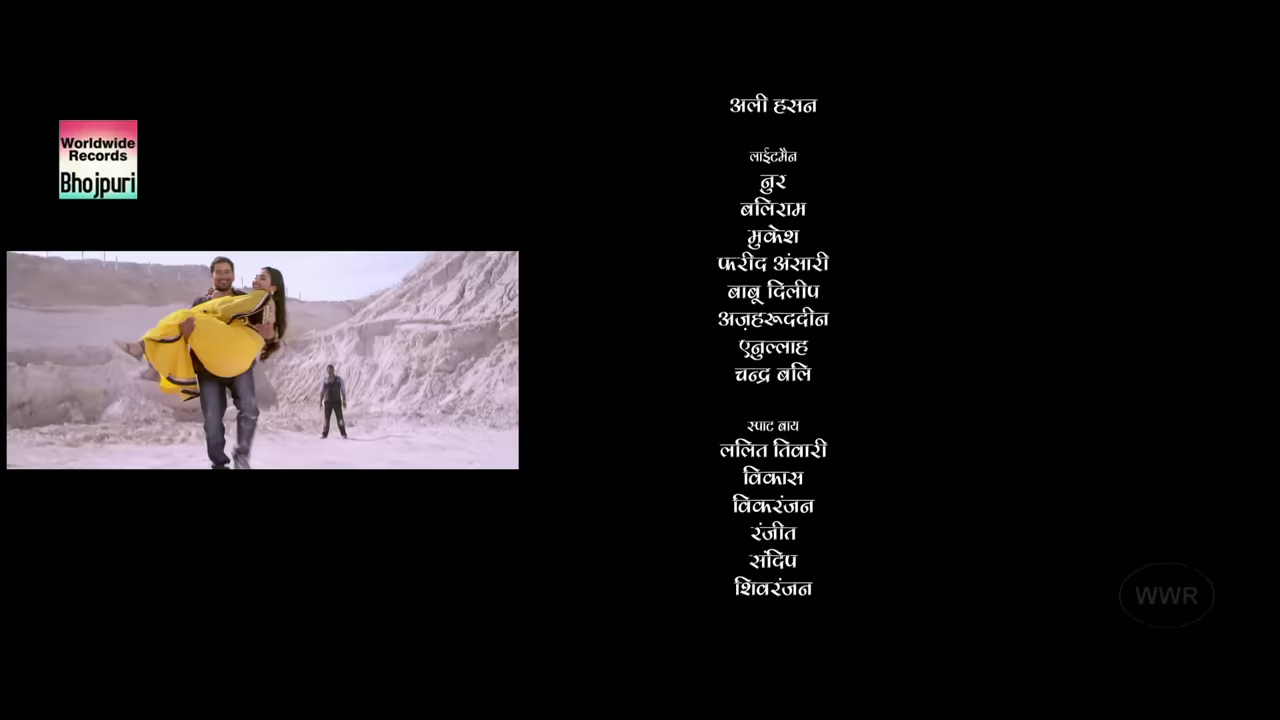 Worldwide
Records
Bhojpuri
अली हसन
लाईटमैन
नुर
बलिराम
मुकेश
फरीद अंसारी
बाबू दिलीप
अज़हरूददीन
एनुल्लाह
चन्द्र बलि
स्पाट बाय
ललित तिवारी
विकास
विकरंजन
रंजीत
संदिप
शिवरंजन
WWR